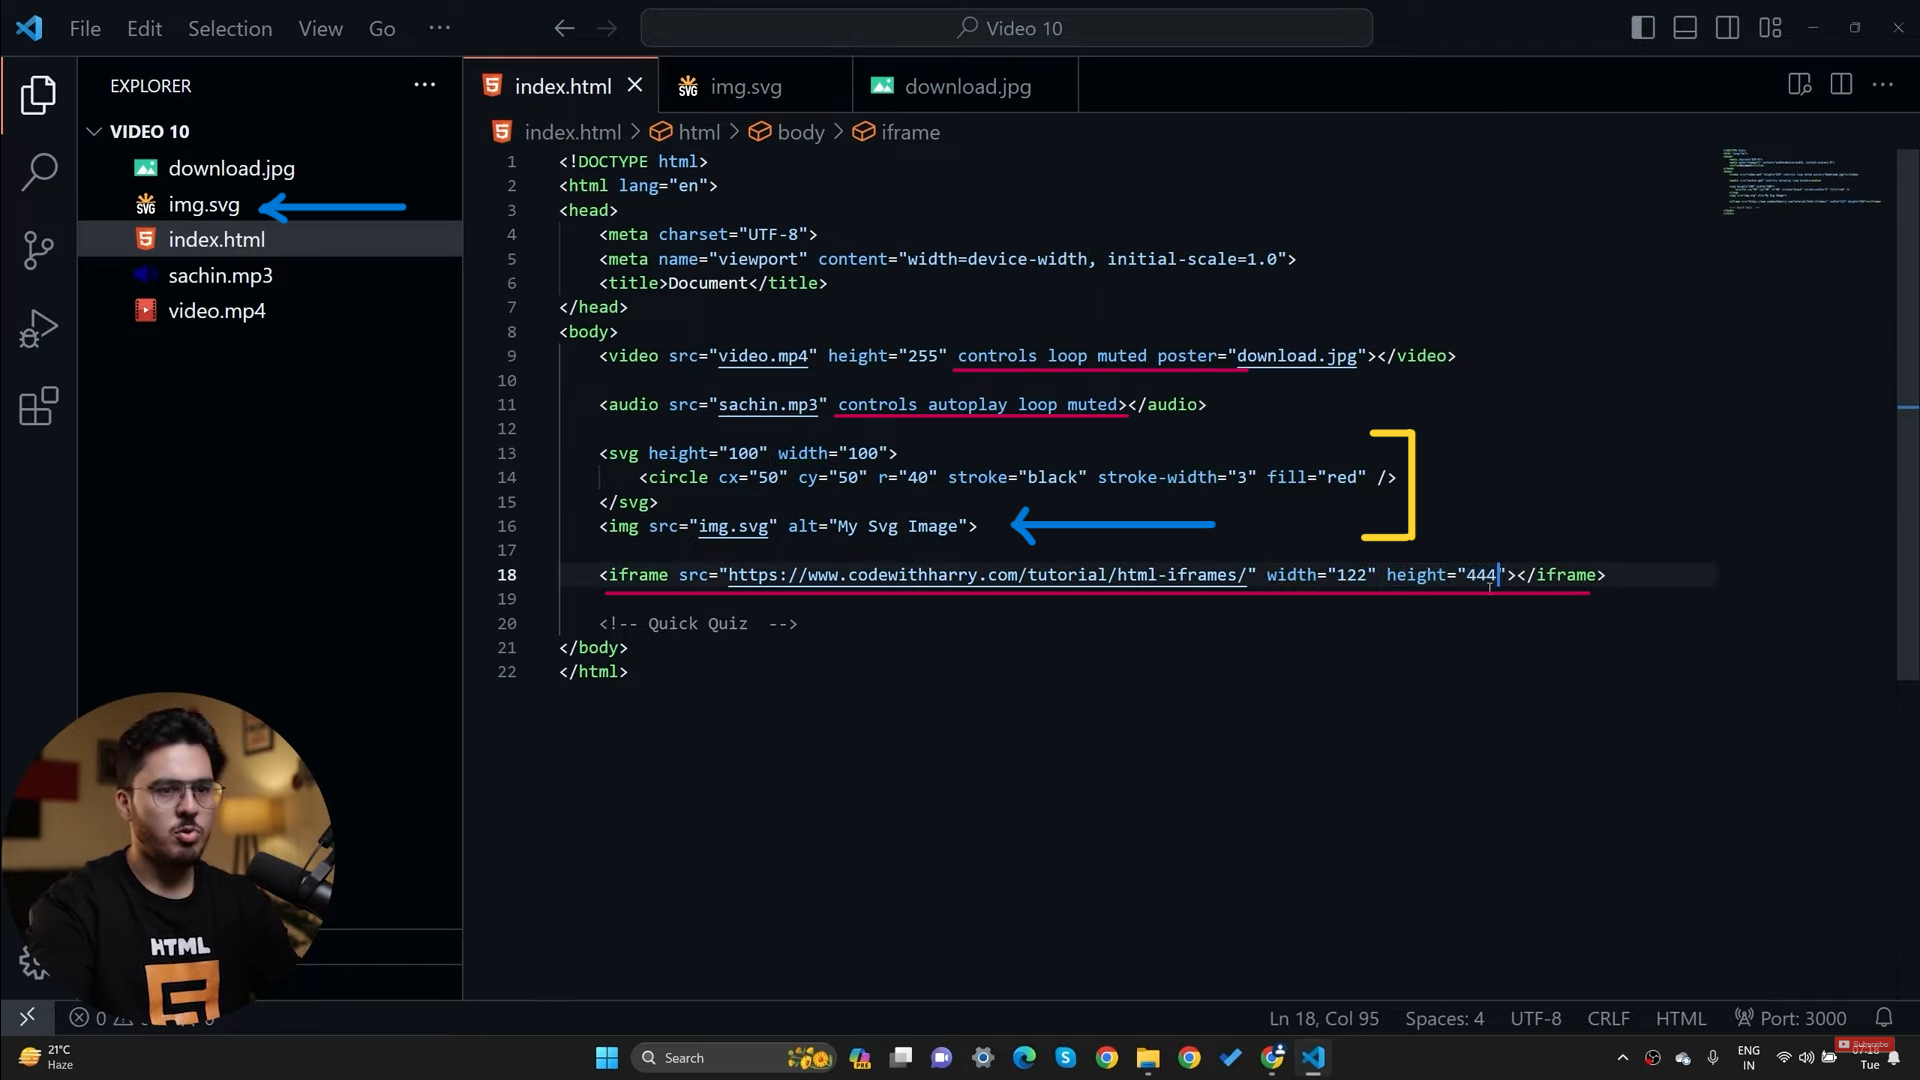 File Edit Selection View Go ··· Video 10
EXPLORER ···
VIDEO 10
download.jpg
img.svg
index.html
sachin.mp3
video.mp4
index.html img.svg download.jpg
index.html > html > body > iframe
1 <!DOCTYPE html>
2 <html lang="en">
3 <head>
4 <meta charset="UTF-8">
5 <meta name="viewport" content="width=device-width, initial-scale=1.0">
6 <title>Document</title>
7 </head>
8 <body>
9 <video src="video.mp4" height="255" controls loop muted poster="download.jpg"></video>
10
11 <audio src="sachin.mp3" controls autoplay loop muted></audio>
12
13 <svg height="100" width="100">
14 <circle cx="50" cy="50" r="40" stroke="black" stroke-width="3" fill="red" />
15 </svg>
16 <img src="img.svg" alt="My Svg Image">
17
18 <iframe src="https://www.codewithharry.com/tutorial/html-iframes/" width="122" height="444"></iframe>
19
20 <!-- Quick Quiz -->
21 </body>
22 </html>
HTML
0
Ln 18, Col 95 Spaces: 4 UTF-8 CRLF HTML Port: 3000
21°C
Haze
Search
PRE
ENG
IN
Subscribe
07:18
Tue